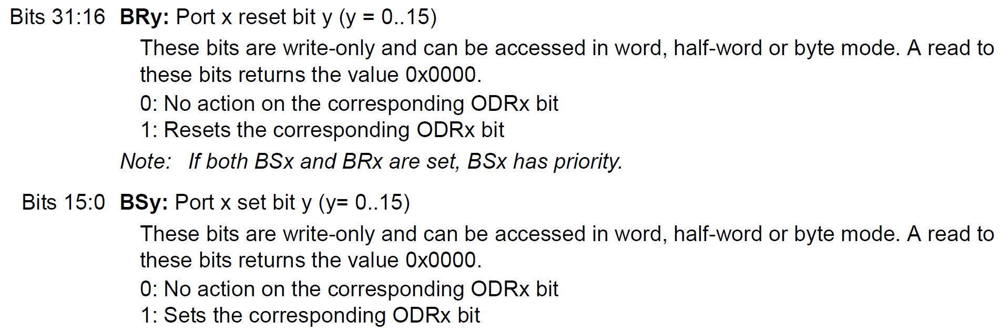 Bits 31:16 BRy: Port x reset bit y (y = 0..15)
These bits are write-only and can be accessed in word, half-word or byte mode. A read to
these bits returns the value 0x0000.
0: No action on the corresponding ODRx bit
1: Resets the corresponding ODRx bit
Note: If both BSx and BRx are set, BSx has priority.
Bits 15:0 BSy: Port x set bit y (y= 0..15)
These bits are write-only and can be accessed in word, half-word or byte mode. A read to
these bits returns the value 0x0000.
0: No action on the corresponding ODRx bit
1: Sets the corresponding ODRx bit